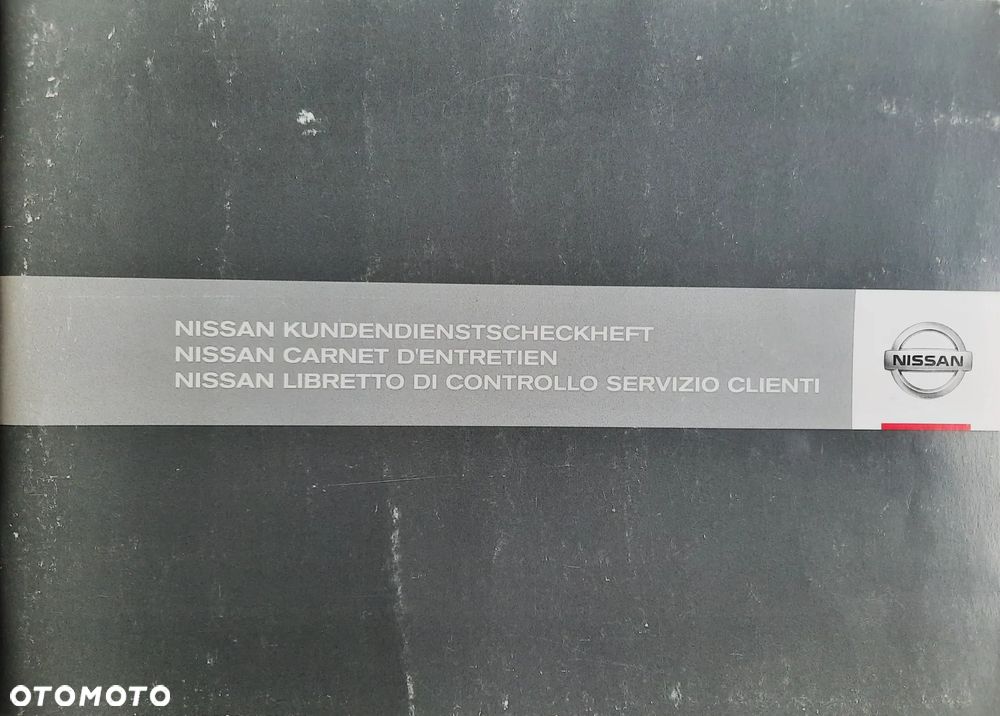 NISSAN KUNDENDIENSTSCHECKHEFT
NISSAN CARNET D'ENTRETIEN
NISSAN LIBRETTO DI CONTROLLO SERVIZIO CLIENTI
NISSAN
OTOMOTO